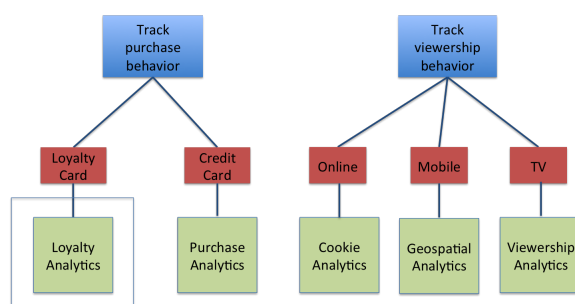 Track
purchase
behavior
Track
viewership
behavior
Loyalty
Card
Credit
Card
Online
Mobile
TV
Loyalty
Analytics
Purchase
Analytics
Cookie
Analytics
Geospatial
Analytics
Viewership
Analytics